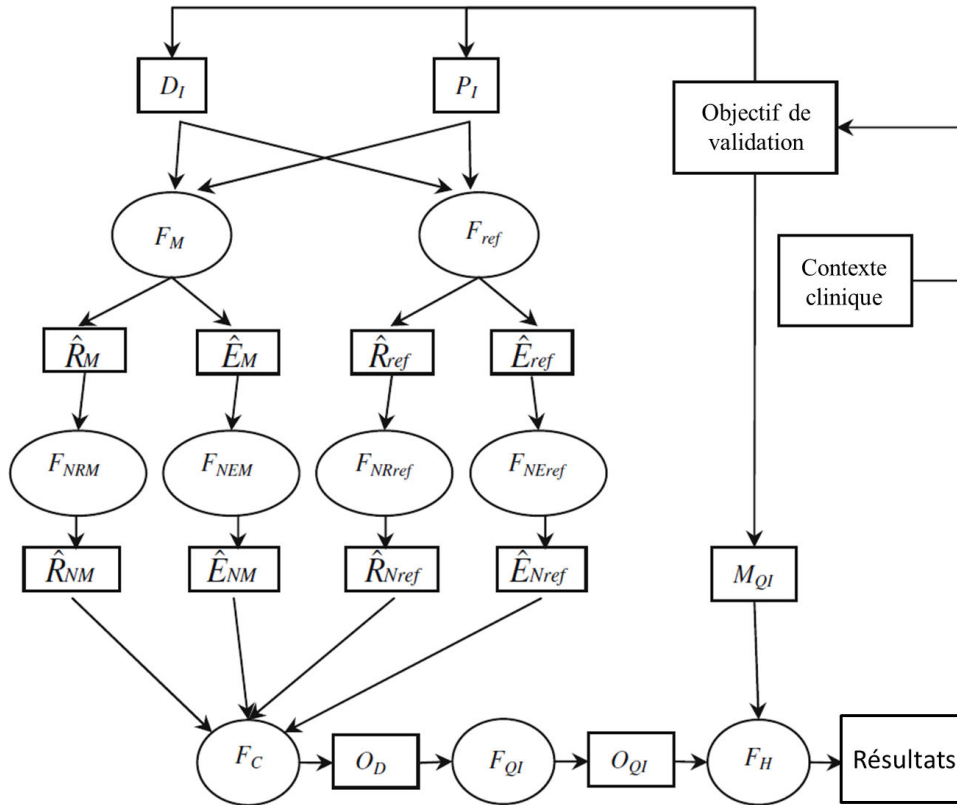 D_I
P_I
Objectif de
validation
F_M
F_ref
Contexte
clinique
R̂_M
Ê_M
R̂_ref
Ê_ref
F_NRM
F_NEM
F_NRref
F_NEref
R̂_NM
Ê_NM
R̂_Nref
Ê_Nref
M_QI
F_C
O_D
F_QI
O_QI
F_H
Résultats